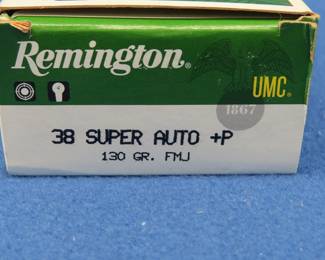 Remington®
UMC®
1867
38 SUPER AUTO +P
130 GR. FMJ